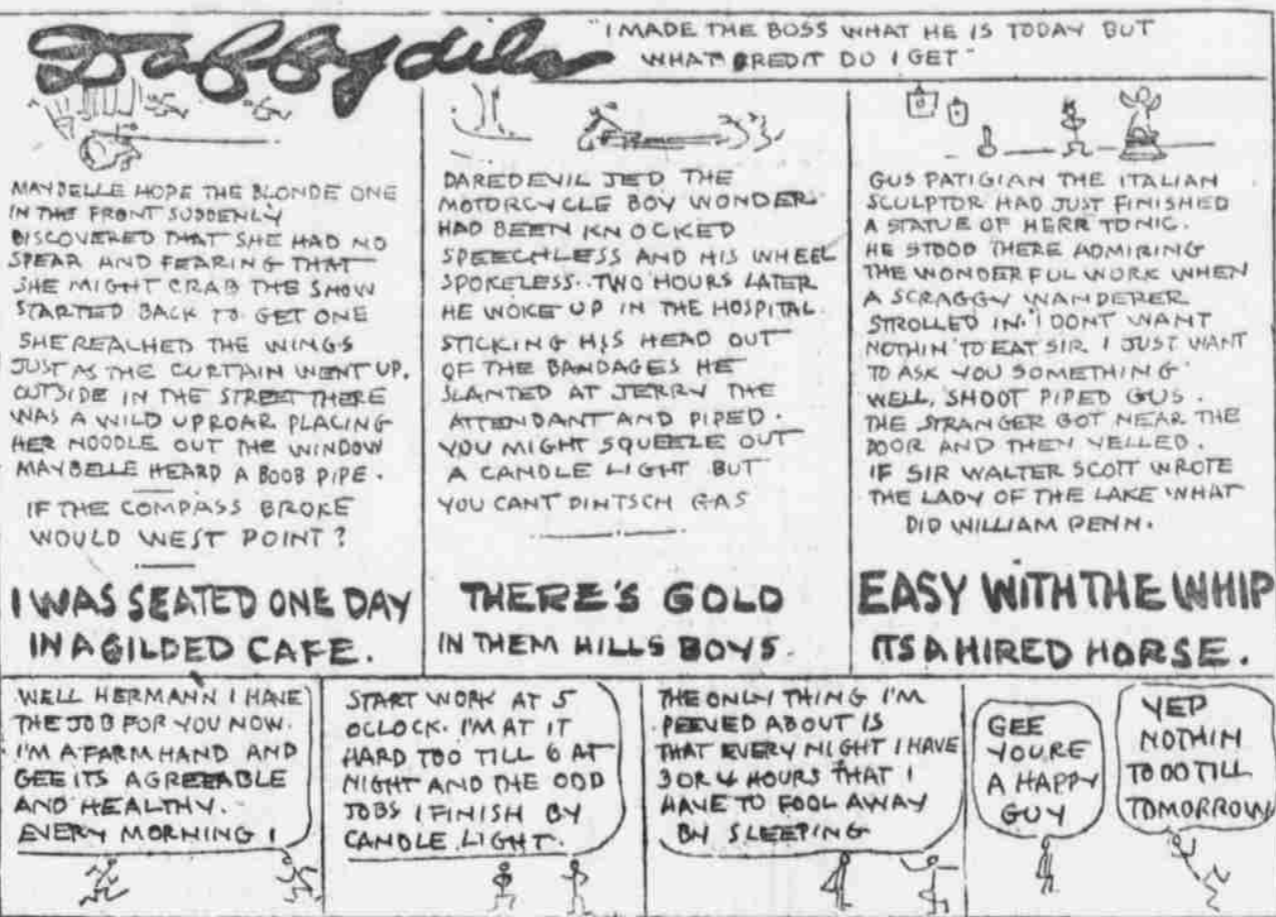 Daffydils
"I MADE THE BOSS WHAT HE IS TODAY BUT
WHAT CREDIT DO I GET"
MAYBELLE HOPE THE BLONDE ONE
IN THE FRONT SUDDENLY
DISCOVERED THAT SHE HAD NO
SPEAR AND FEARING THAT
SHE MIGHT CRAB THE SHOW
STARTED BACK TO GET ONE
SHE REACHED THE WINGS
JUST AS THE CURTAIN WENT UP.
OUTSIDE IN THE STREET THERE
WAS A WILD UPROAR PLACING
HER NOODLE OUT THE WINDOW
MAYBELLE HEARD A BOOB PIPE.
IF THE COMPASS BROKE
WOULD WEST POINT?
I WAS SEATED ONE DAY
IN A GILDED CAFE.
DAREDEVIL JED THE
MOTORCYCLE BOY WONDER
HAD BEEN KNOCKED
SPEECHLESS AND HIS WHEEL
SPOKELESS. TWO HOURS LATER
HE WOKE UP IN THE HOSPITAL.
STICKING HIS HEAD OUT
OF THE BANDAGES HE
SLANTED AT JERRY THE
ATTENDANT AND PIPED.
YOU MIGHT SQUEEZE OUT
A CANDLE LIGHT BUT
YOU CANT PINTSCH GAS
THERE'S GOLD
IN THEM HILLS BOYS.
GUS PATIGIAN THE ITALIAN
SCULPTOR HAD JUST FINISHED
A STATUE OF HERR TONIC.
HE STOOD THERE ADMIRING
THE WONDERFUL WORK WHEN
A SCRAGGY WANDERER
STROLLED IN. I DONT WANT
NOTHIN' TO EAT SIR I JUST WANT
TO ASK YOU SOMETHING
WELL, SHOOT PIPED GUS.
THE STRANGER GOT NEAR THE
DOOR AND THEN YELLED.
IF SIR WALTER SCOTT WROTE
THE LADY OF THE LAKE WHAT
DID WILLIAM PENN.
EASY WITH THE WHIP
ITS A HIRED HORSE.
WELL HERMANN I HAVE
THE JOB FOR YOU NOW.
I'M A FARM HAND AND
GEE ITS AGREEABLE
AND HEALTHY.
EVERY MORNING I
START WORK AT 5
OCLOCK. I'M AT IT
HARD TOO TILL 6 AT
NIGHT AND THE ODD
JOBS I FINISH BY
CANDLE LIGHT.
THE ONLY THING I'M
PEEVED ABOUT IS
THAT EVERY NIGHT I HAVE
3 OR 4 HOURS THAT I
HAVE TO FOOL AWAY
BY SLEEPING
GEE
YOURE
A HAPPY
GUY
YEP
NOTHIN
TO DO TILL
TOMORROW